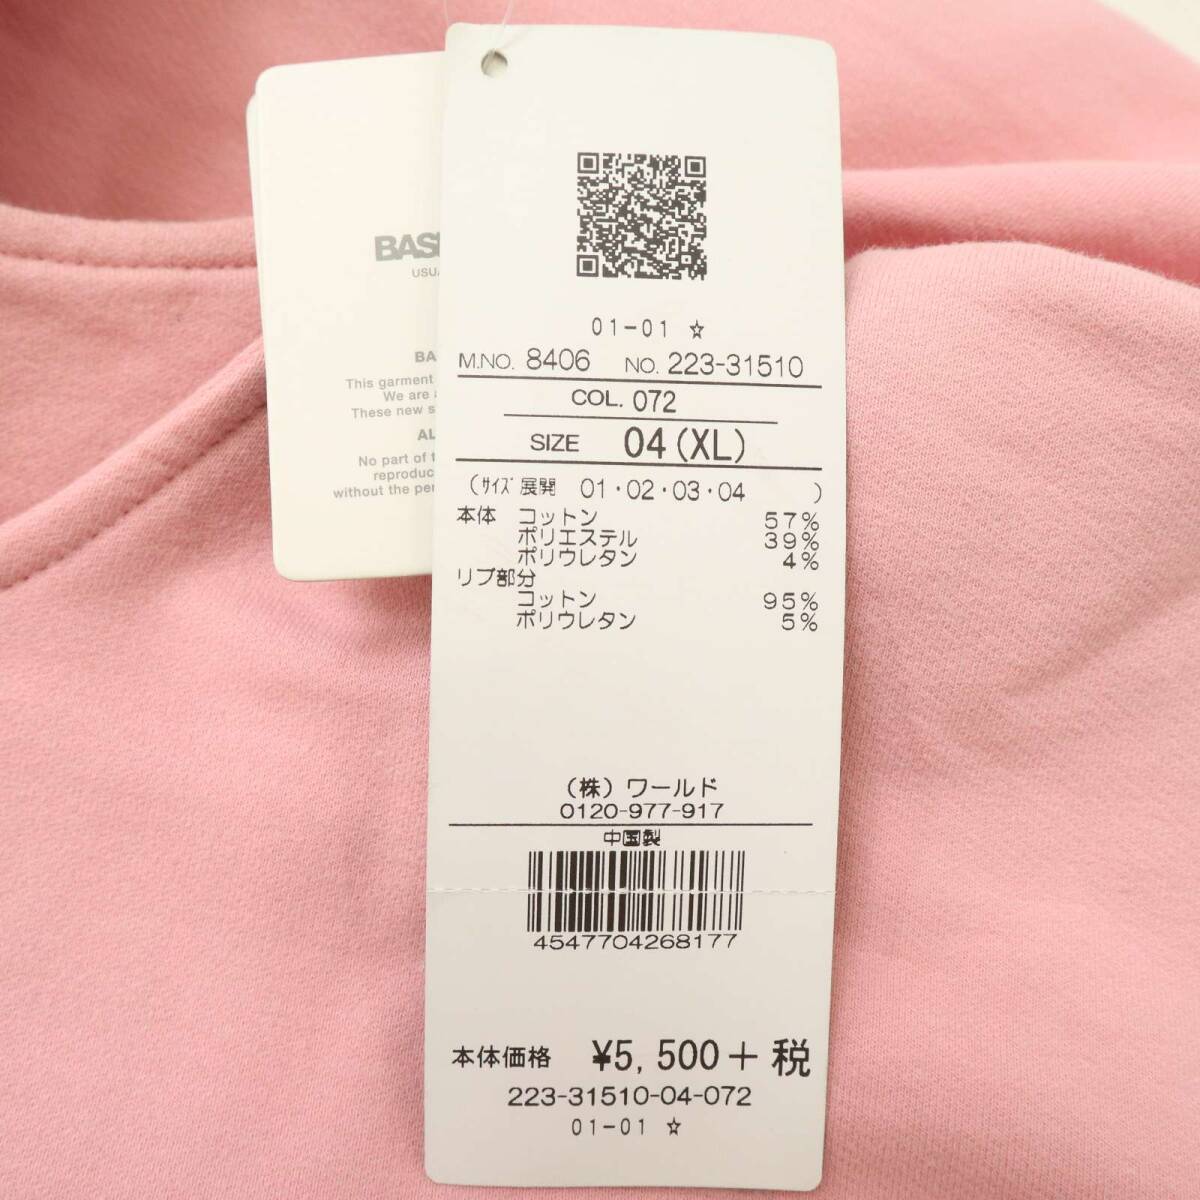 USU
This garment
We are
These new s
No part of
reproduc
without the per
01-01 ☆
M.NO. 8406 NO. 223-31510
COL. 072
SIZE 04(XL)
(サイズ展開 01・02・03・04 )
本体 コットン 57%
ポリエステル 39%
ポリウレタン 4%
リブ部分
コットン 95%
ポリウレタン 5%
(株)ワールド
0120-977-917
中国製
4547704268177
本体価格 ¥5,500+税
223-31510-04-072
01-01 ☆